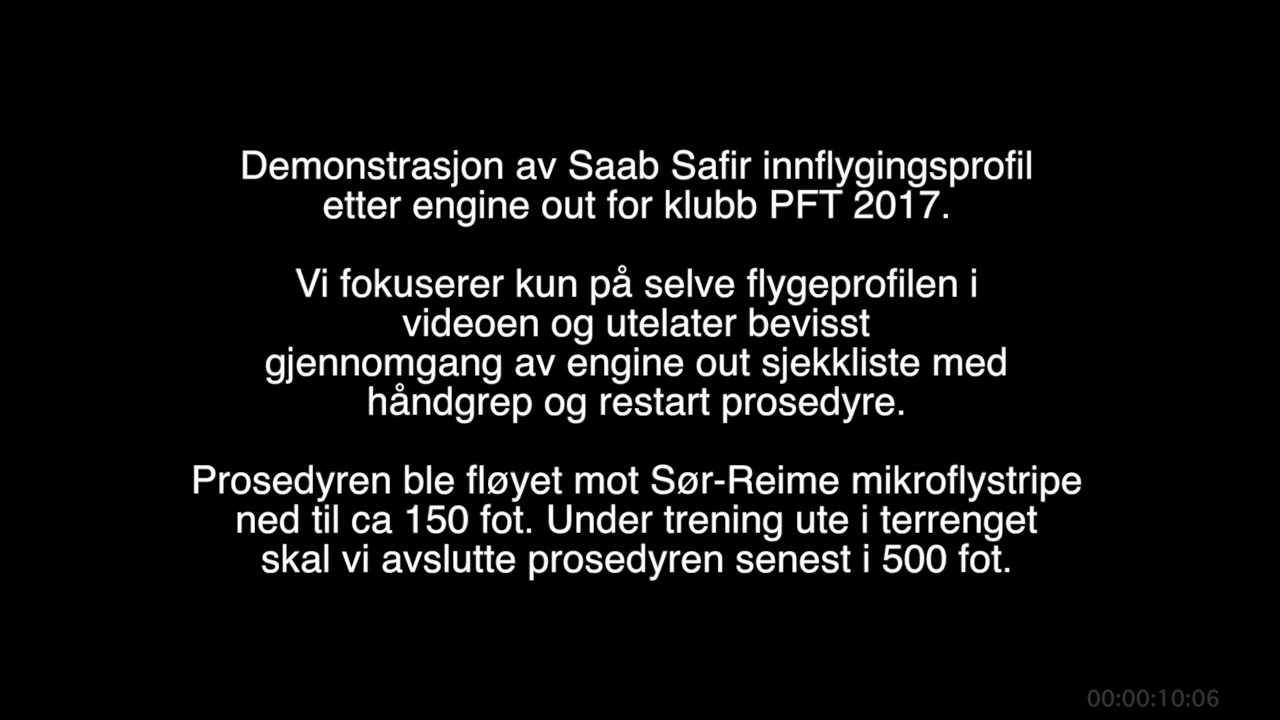 Demonstrasjon av Saab Safir innflygingsprofil
etter engine out for klubb PFT 2017.
Vi fokuserer kun på selve flygeprofilen i
videoen og utelater bevisst
gjennomgang av engine out sjekkliste med
håndgrep og restart prosedyre.
Prosedyren ble fløyet mot Sør-Reime mikroflystripe
ned til ca 150 fot. Under trening ute i terrenget
skal vi avslutte prosedyren senest i 500 fot.
00:00:10:06